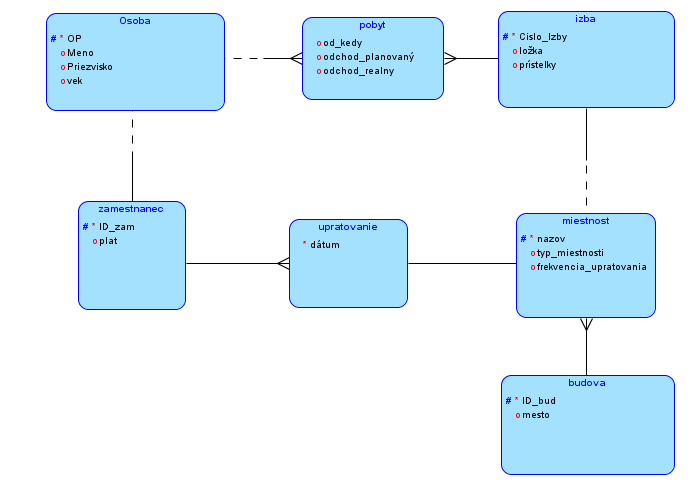 Osoba
# * OP
o Meno
o Priezvisko
o vek
pobyt
o od_kedy
o odchod_planovaný
o odchod_realny
izba
# * Cislo_Izby
o ložka
o prístelky
zamestnanec
# * ID_zam
o plat
upratovanie
* dátum
miestnost
# * nazov
o typ_miestnosti
o frekvencia_upratovania
budova
# * ID_bud
o mesto